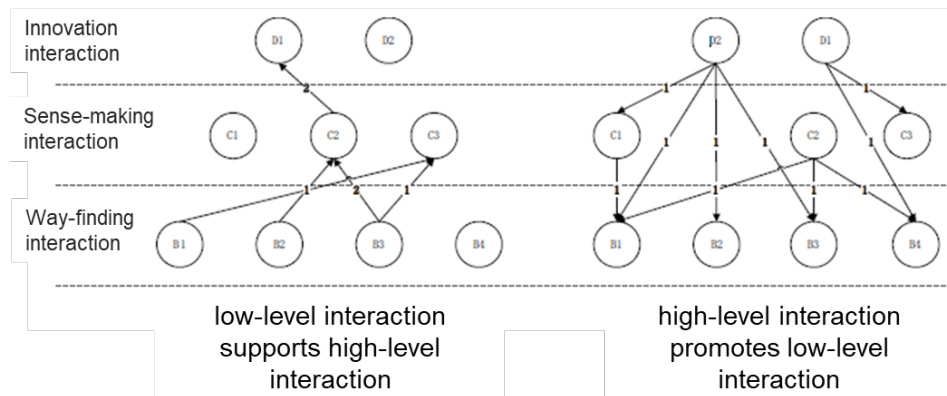 Innovation
interaction
D1
D2
D2
D1
2
1
1
Sense-making
interaction
C1
C2
C3
C1
C2
C3
1
1
1
1
1
2
1
1
1
1
1
Way-finding
interaction
B1
B2
B3
B4
B1
B2
B3
B4
low-level interaction
supports high-level
interaction
high-level interaction
promotes low-level
interaction